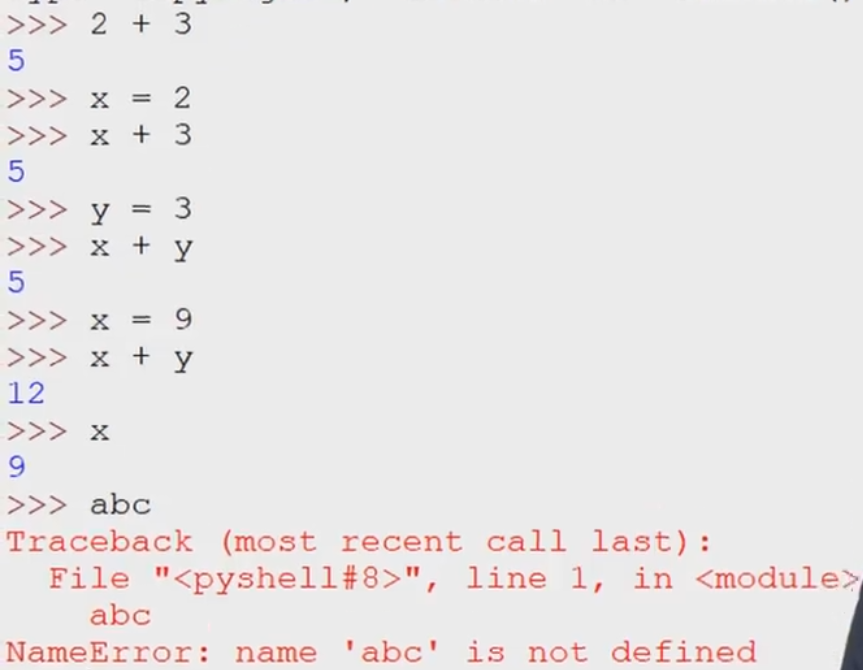 >>> 2 + 3
5
>>> x = 2
>>> x + 3
5
>>> y = 3
>>> x + y
5
>>> x = 9
>>> x + y
12
>>> x
9
>>> abc
Traceback (most recent call last):
  File "<pyshell#8>", line 1, in <module>
    abc
NameError: name 'abc' is not defined